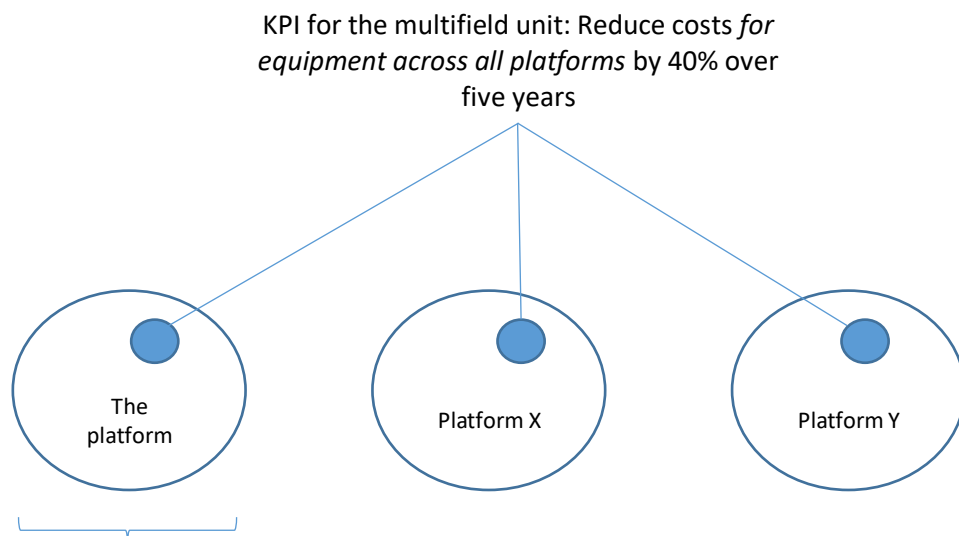 KPI for the multifield unit: Reduce costs for
equipment across all platforms by 40% over
five years
The
platform
Platform X
Platform Y